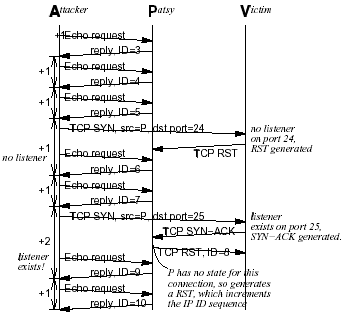 Attacker Patsy Victim
+1 Echo request
reply, ID=3
Echo request
+1
reply, ID=4
Echo request
+1
reply, ID=5
TCP SYN, src=P, dst port=24
no listener
on port 24,
RST generated
TCP RST
+1
no listener
Echo request
reply, ID=6
Echo request
+1
reply, ID=7
TCP SYN, src=P, dst port=25
listener
exists on port 25,
SYN-ACK generated.
TCP SYN-ACK
+2
listener
exists!
TCP RST, ID=8
Echo request
reply, ID=9
P has no state for this
connection, so generates
a RST, which increments
the IP ID sequence
Echo request
+1
reply, ID=10